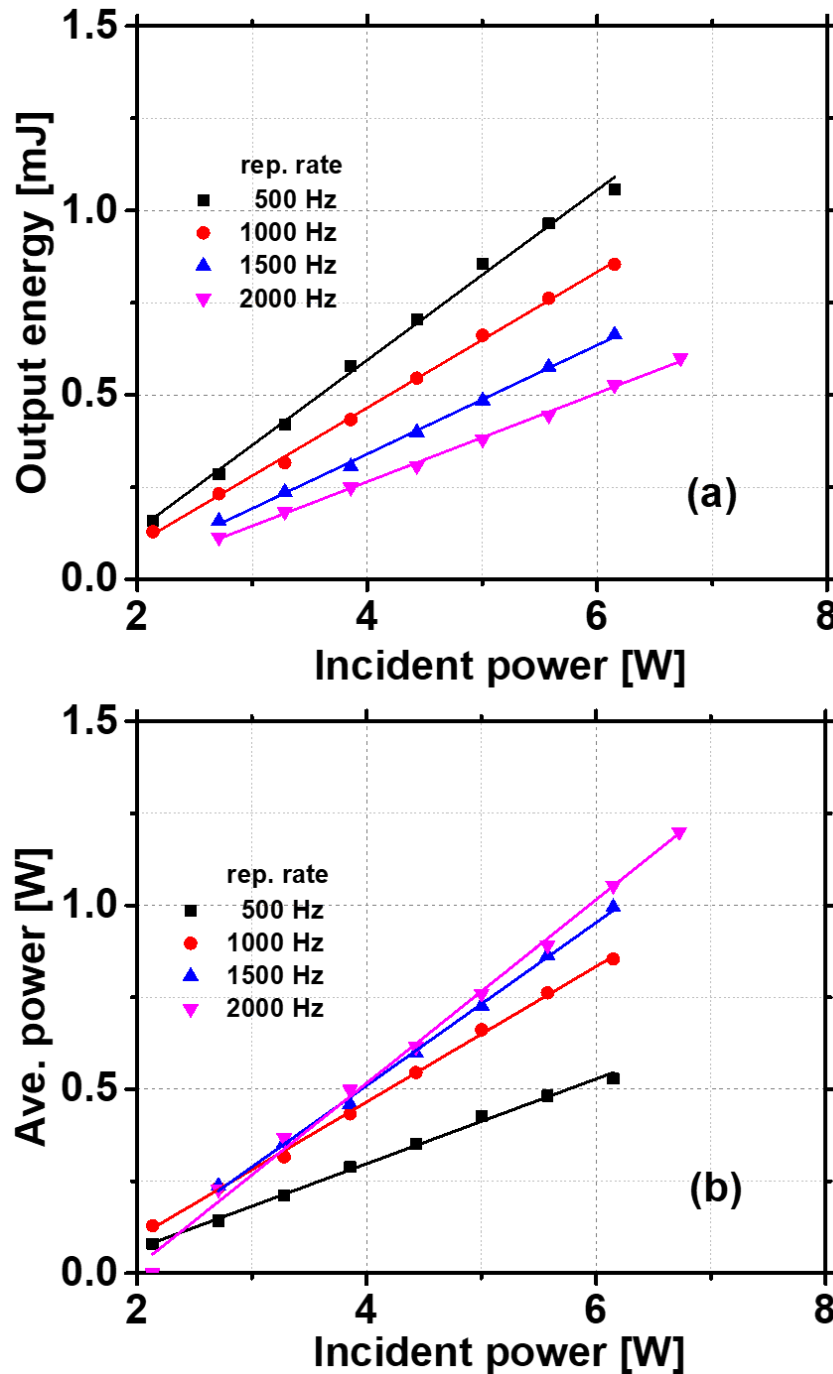 1.5
1.0
0.5
0.0
Output energy [mJ]
rep. rate
500 Hz
1000 Hz
1500 Hz
2000 Hz
(a)
2 4 6 8
Incident power [W]
1.5
1.0
0.5
0.0
Ave. power [W]
rep. rate
500 Hz
1000 Hz
1500 Hz
2000 Hz
(b)
2 4 6 8
Incident power [W]